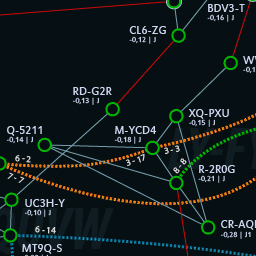 BDV3-T
-0,16 | J
CL6-ZG
-0,12 | J
RD-G2R
-0,13 | J
XQ-PXU
-0,15 | J
Q-5211
-0,14 | J
M-YCD4
-0,18 | J
3-3
3-17
6-2
7-7
8-8
R-2R0G
-0,21 | J
UC3H-Y
-0,10 | J
CR-AQ
-0,28 | J1
6-14
MT9Q-S